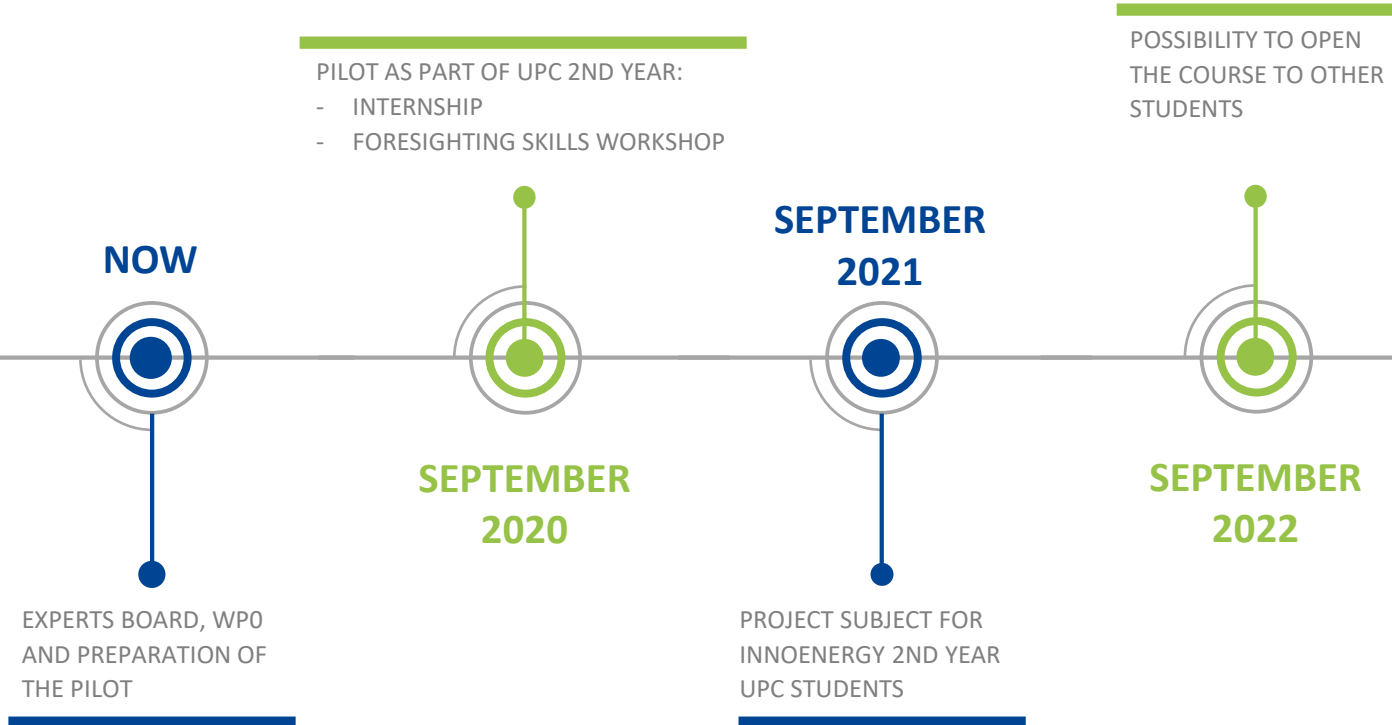 NOW
EXPERTS BOARD, WP0
AND PREPARATION OF
THE PILOT
PILOT AS PART OF UPC 2ND YEAR:
- INTERNSHIP
- FORESIGHTING SKILLS WORKSHOP
SEPTEMBER
2020
SEPTEMBER
2021
PROJECT SUBJECT FOR
INNOENERGY 2ND YEAR
UPC STUDENTS
POSSIBILITY TO OPEN
THE COURSE TO OTHER
STUDENTS
SEPTEMBER
2022